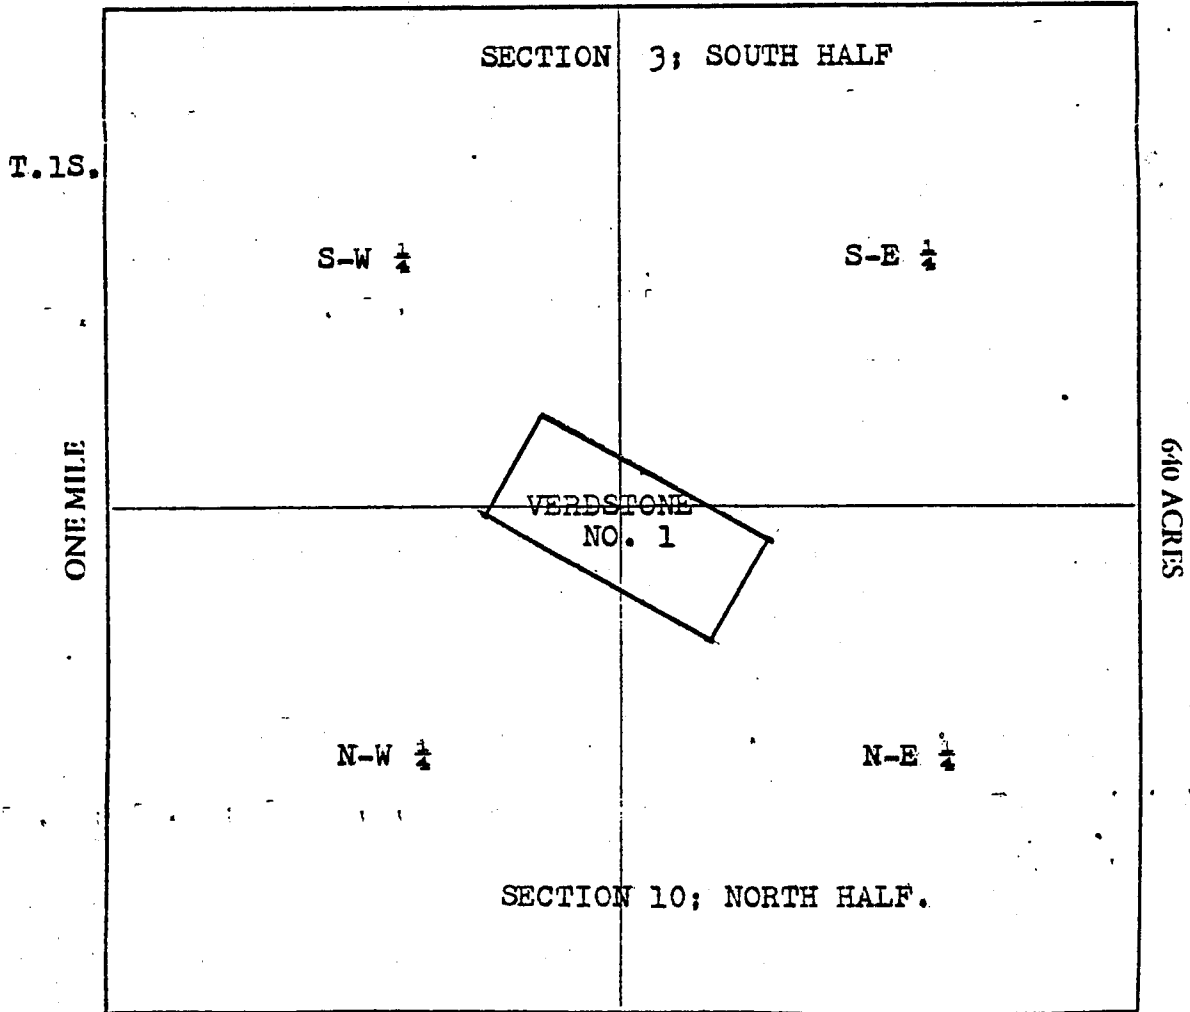 SECTION 3; SOUTH HALF
T.1S.
S-W ¼
S-E ¼
ONE MILE
640 ACRES
VERDSTONE
NO. 1
N-W ¼
N-E ¼
SECTION 10; NORTH HALF.